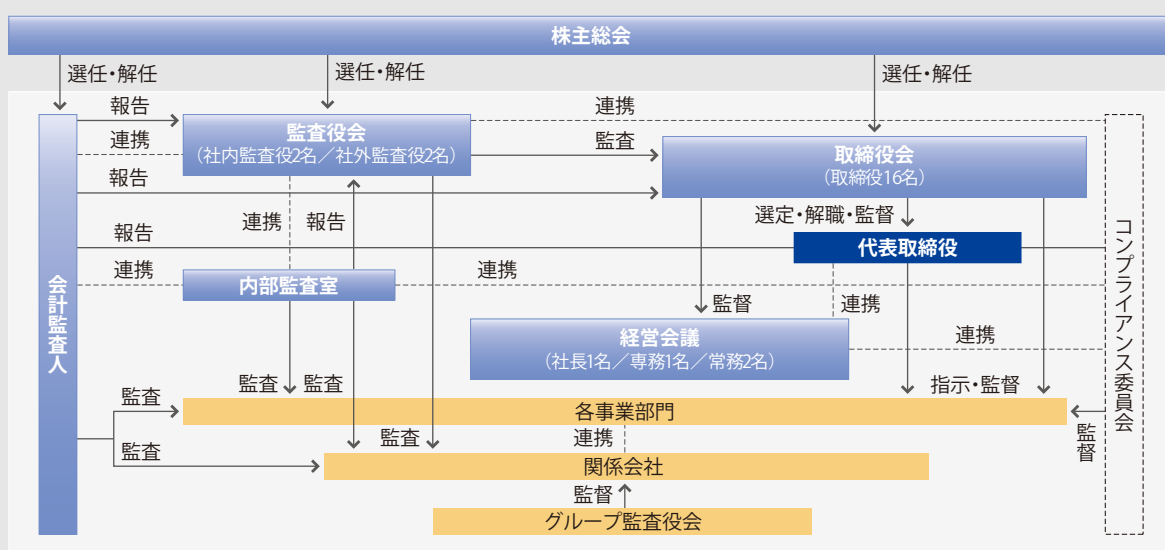 株主総会
選任・解任
選任・解任
選任・解任
報告
連携
監査役会
(社内監査役2名／社外監査役2名)
連携
監査
取締役会
(取締役16名)
報告
連携
報告
選定・解職・監督
報告
代表取締役
連携
内部監査室
連携
監督
連携
経営会議
(社長1名／専務1名／常務2名)
連携
会計監査人
コンプライアンス委員会
監査
監査
監査
指示・監督
各事業部門
監督
監査
監査
連携
関係会社
監督
グループ監査役会